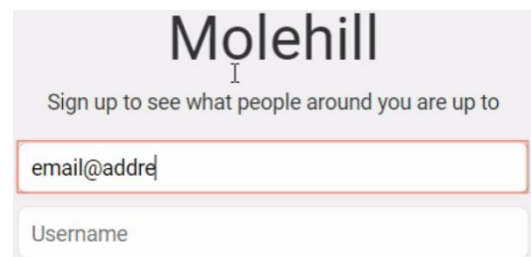 Molehill
Sign up to see what people around you are up to
email@addre
Username